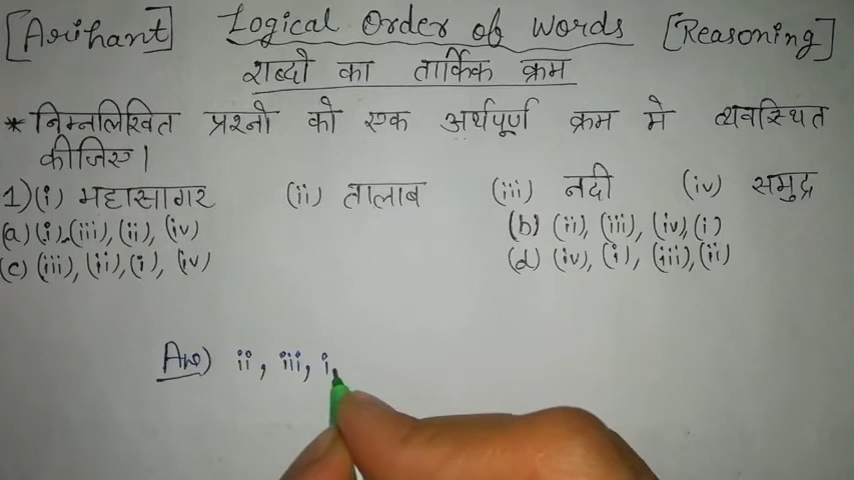 [Arihant] Logical Order of Words [Reasoning]
शब्दो का तार्किक क्रम
* निम्नलिखित प्रश्नो को एक अर्थपूर्ण क्रम मे व्यवस्थित
कीजिए।
1)(i) महासागर (ii) तालाब (iii) नदी (iv) समुद्र
(a) (i), (iii), (ii), (iv) (b) (ii), (iii), (iv), (i)
(c) (iii), (ii), (i), (iv) (d) (iv), (i), (iii), (ii)
Ans) ii, iii, i,